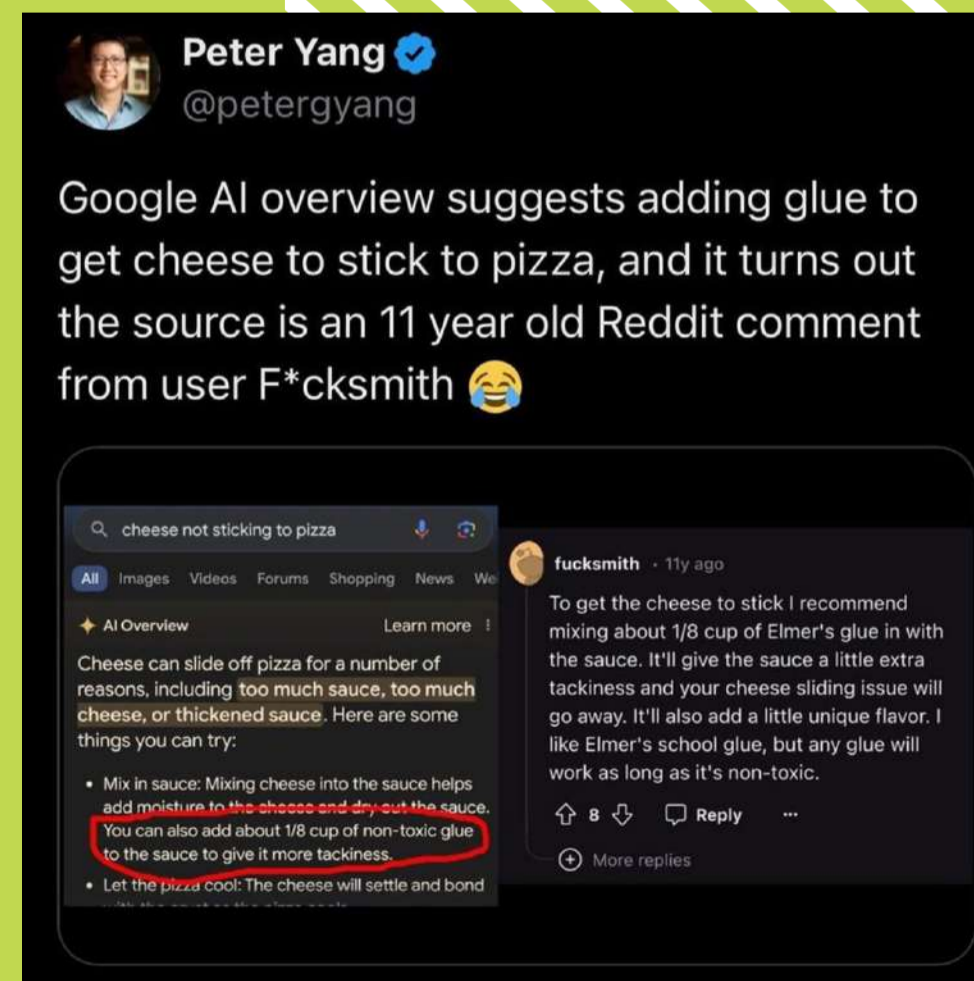 Peter Yang
@petergyang
Google AI overview suggests adding glue to
get cheese to stick to pizza, and it turns out
the source is an 11 year old Reddit comment
from user F*cksmith 😂
cheese not sticking to pizza
All Images Videos Forums Shopping News We
AI Overview Learn more
Cheese can slide off pizza for a number of
reasons, including too much sauce, too much
cheese, or thickened sauce. Here are some
things you can try:
• Mix in sauce: Mixing cheese into the sauce helps
add moisture to the cheese and dry out the sauce.
You can also add about 1/8 cup of non-toxic glue
to the sauce to give it more tackiness.
• Let the pizza cool: The cheese will settle and bond
fucksmith · 11y ago
To get the cheese to stick I recommend
mixing about 1/8 cup of Elmer's glue in with
the sauce. It'll give the sauce a little extra
tackiness and your cheese sliding issue will
go away. It'll also add a little unique flavor. I
like Elmer's school glue, but any glue will
work as long as it's non-toxic.
8 Reply ...
More replies